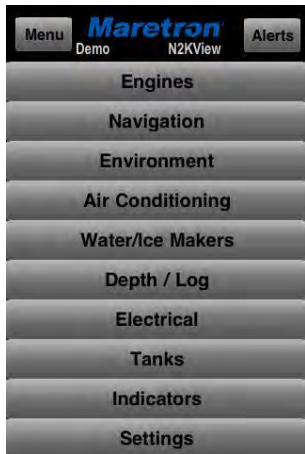 Menu Maretron Alerts
Demo N2KView
Engines
Navigation
Environment
Air Conditioning
Water/Ice Makers
Depth / Log
Electrical
Tanks
Indicators
Settings